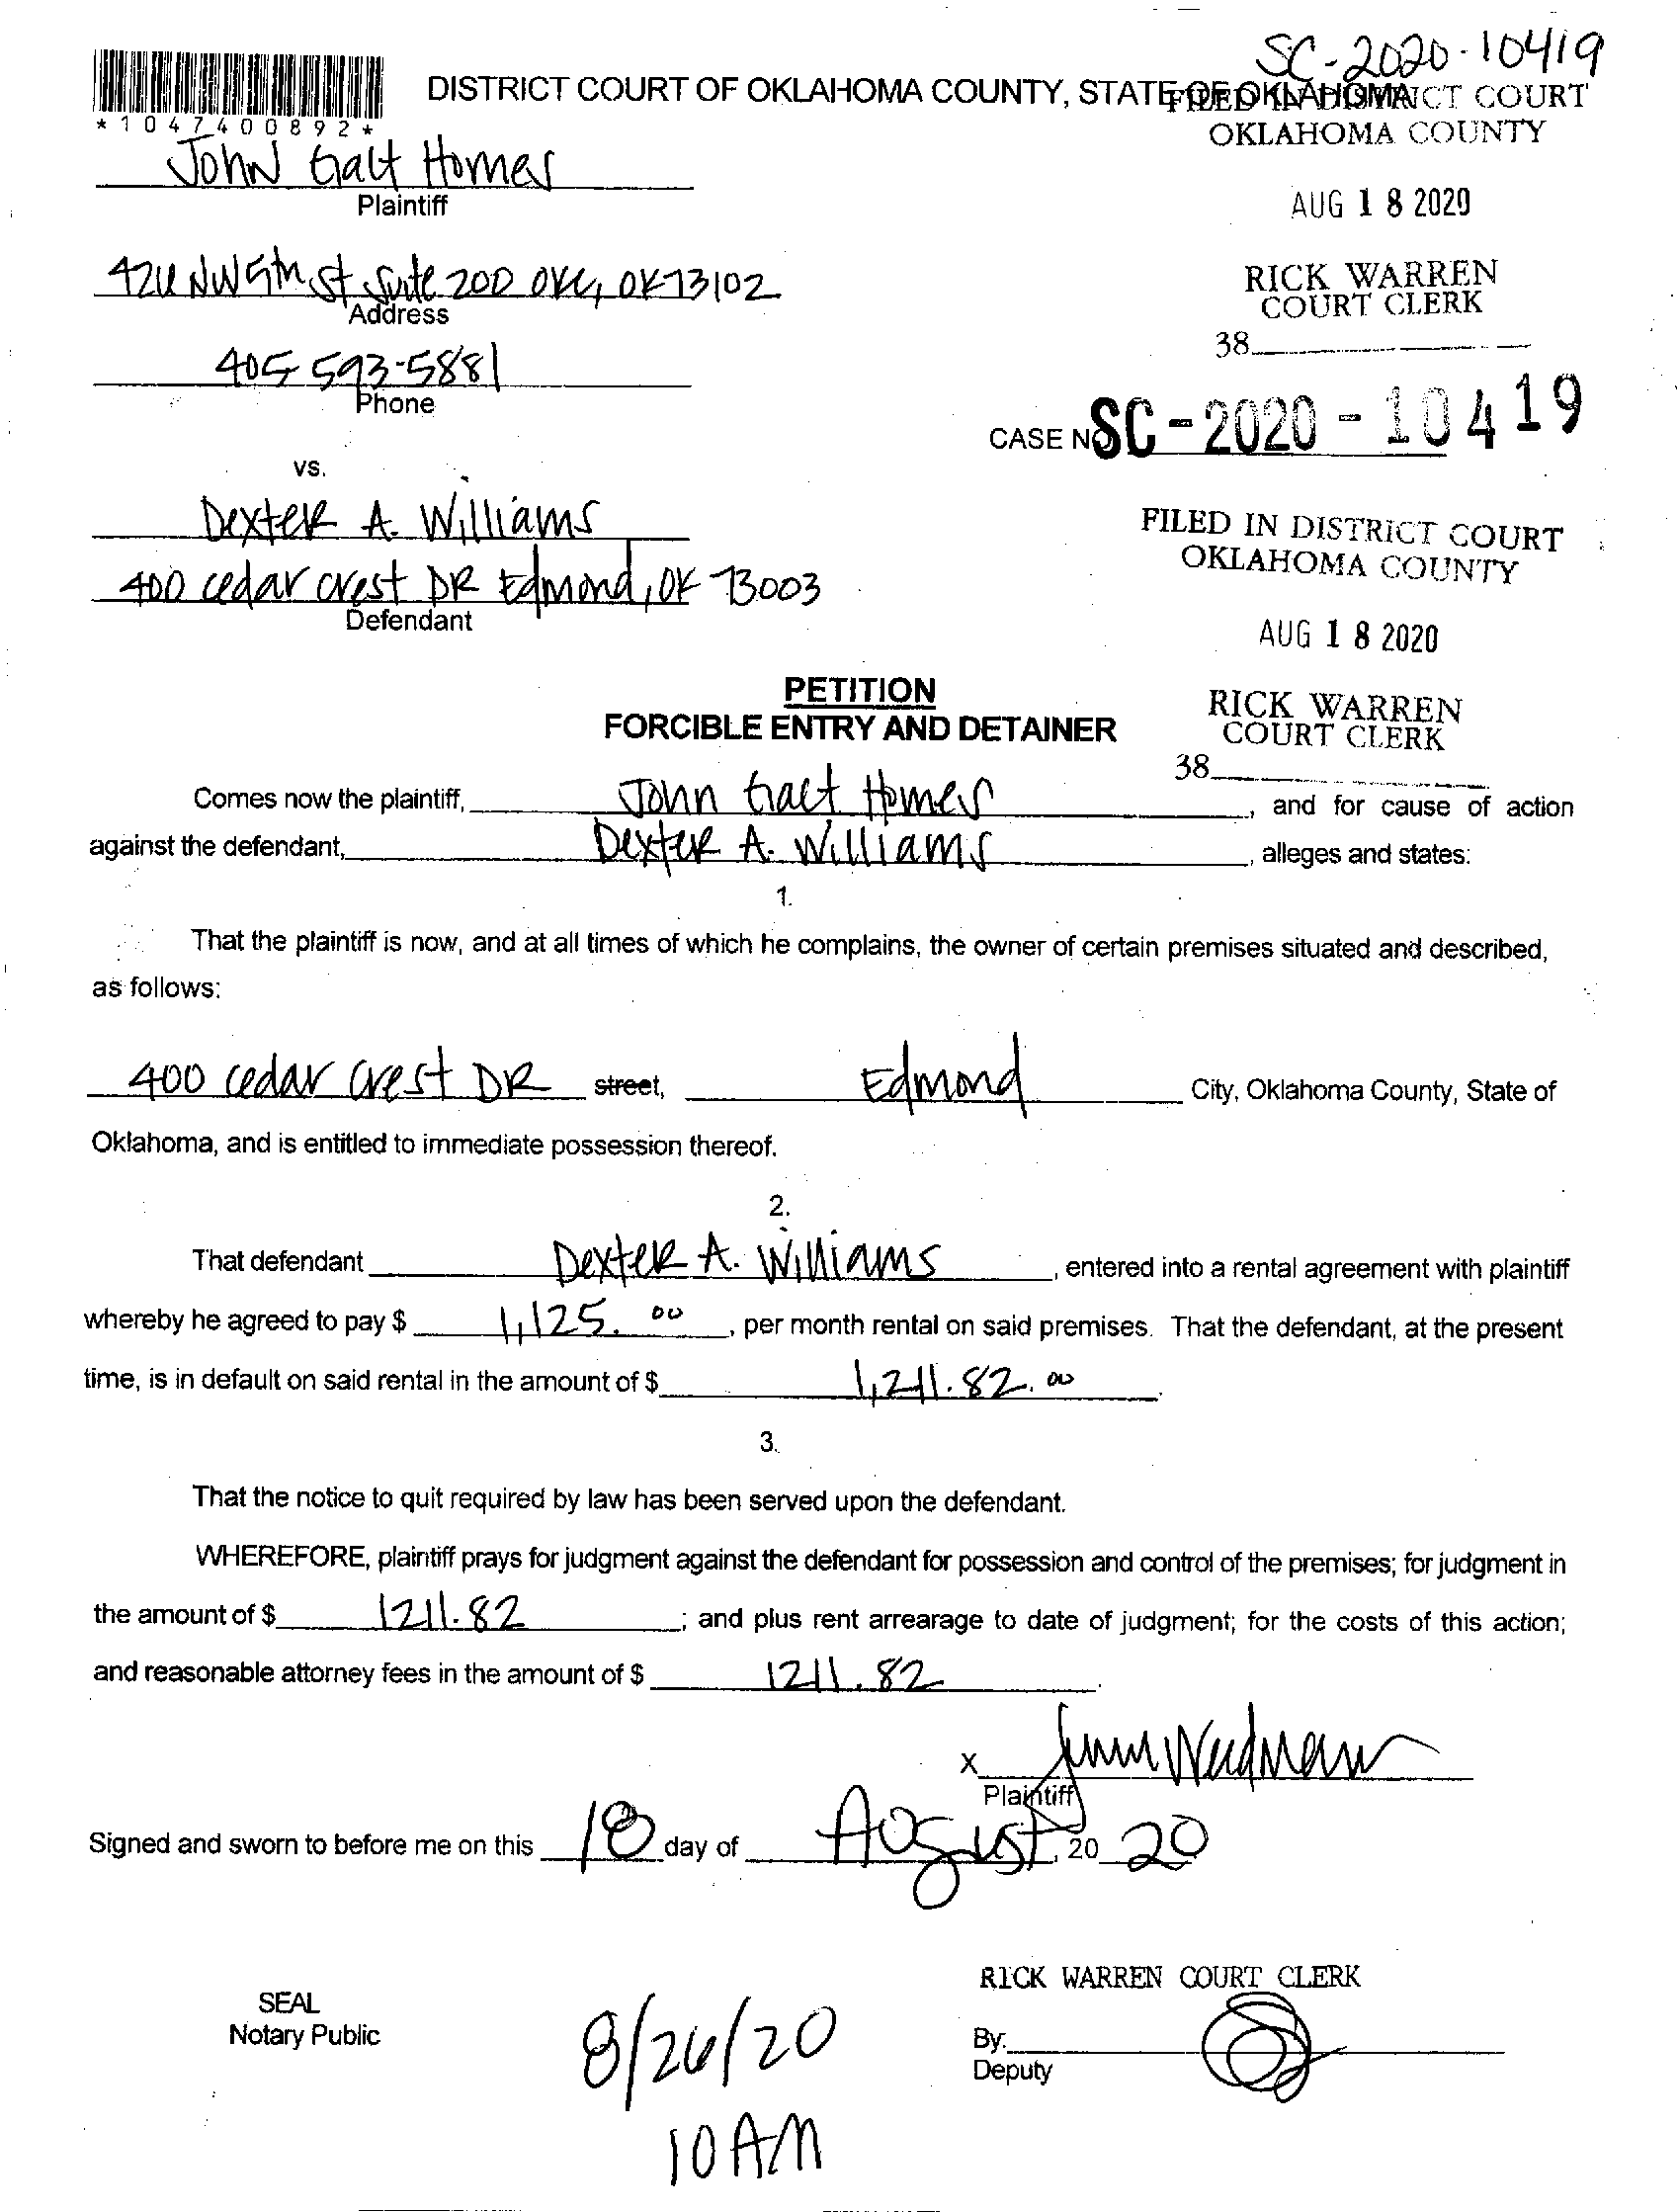 SC-2020-10419
DISTRICT COURT OF OKLAHOMA COUNTY, STATE OF OKLAHOMA
FILED IN DISTRICT COURT
OKLAHOMA COUNTY
*1047400892*
John Galt Homes
Plaintiff
AUG 18 2020
NW 5th St Suite 200 OKC, OK 73102
Address
RICK WARREN
COURT CLERK
38
405 593-5881
Phone
CASE NO. SC-2020-10419
vs.
Dexter A. Williams
400 cedar crest DR Edmond, OK 73003
Defendant
FILED IN DISTRICT COURT
OKLAHOMA COUNTY
AUG 18 2020
PETITION
FORCIBLE ENTRY AND DETAINER
RICK WARREN
COURT CLERK
38
Comes now the plaintiff, John Galt Homes, and for cause of action
against the defendant, Dexter A. Williams, alleges and states:
1.
That the plaintiff is now, and at all times of which he complains, the owner of certain premises situated and described,
as follows:
400 cedar crest DR street, Edmond City, Oklahoma County, State of
Oklahoma, and is entitled to immediate possession thereof.
2.
That defendant Dexter A. Williams, entered into a rental agreement with plaintiff
whereby he agreed to pay $ 1,125.00, per month rental on said premises. That the defendant, at the present
time, is in default on said rental in the amount of $ 1,211.82.00.
3.
That the notice to quit required by law has been served upon the defendant.
WHEREFORE, plaintiff prays for judgment against the defendant for possession and control of the premises; for judgment in
the amount of $ 1211.82; and plus rent arrearage to date of judgment; for the costs of this action;
and reasonable attorney fees in the amount of $ 1211.82.
X
Plaintiff
Signed and sworn to before me on this 18 day of August, 20 20
RICK WARREN COURT CLERK
SEAL
Notary Public
8/26/20
By:
Deputy
10 AM